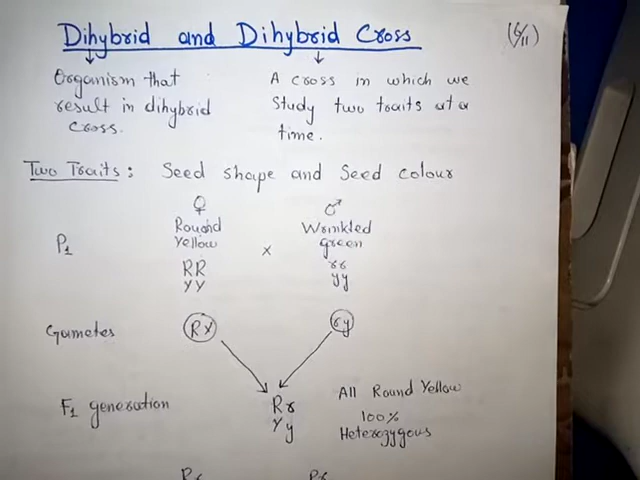 Dihybrid and Dihybrid Cross
Organism that
result in dihybrid
cross.
A cross in which we
study two traits at a
time.
Two Traits: Seed shape and Seed colour
♀ ♂
Round Wrinkled
Yellow green
P₁ x
RR rr
YY yy
Gametes RY ry
F₁ generation Rr
Yy
All Round Yellow
100%
Heterozygous
Rr Rr